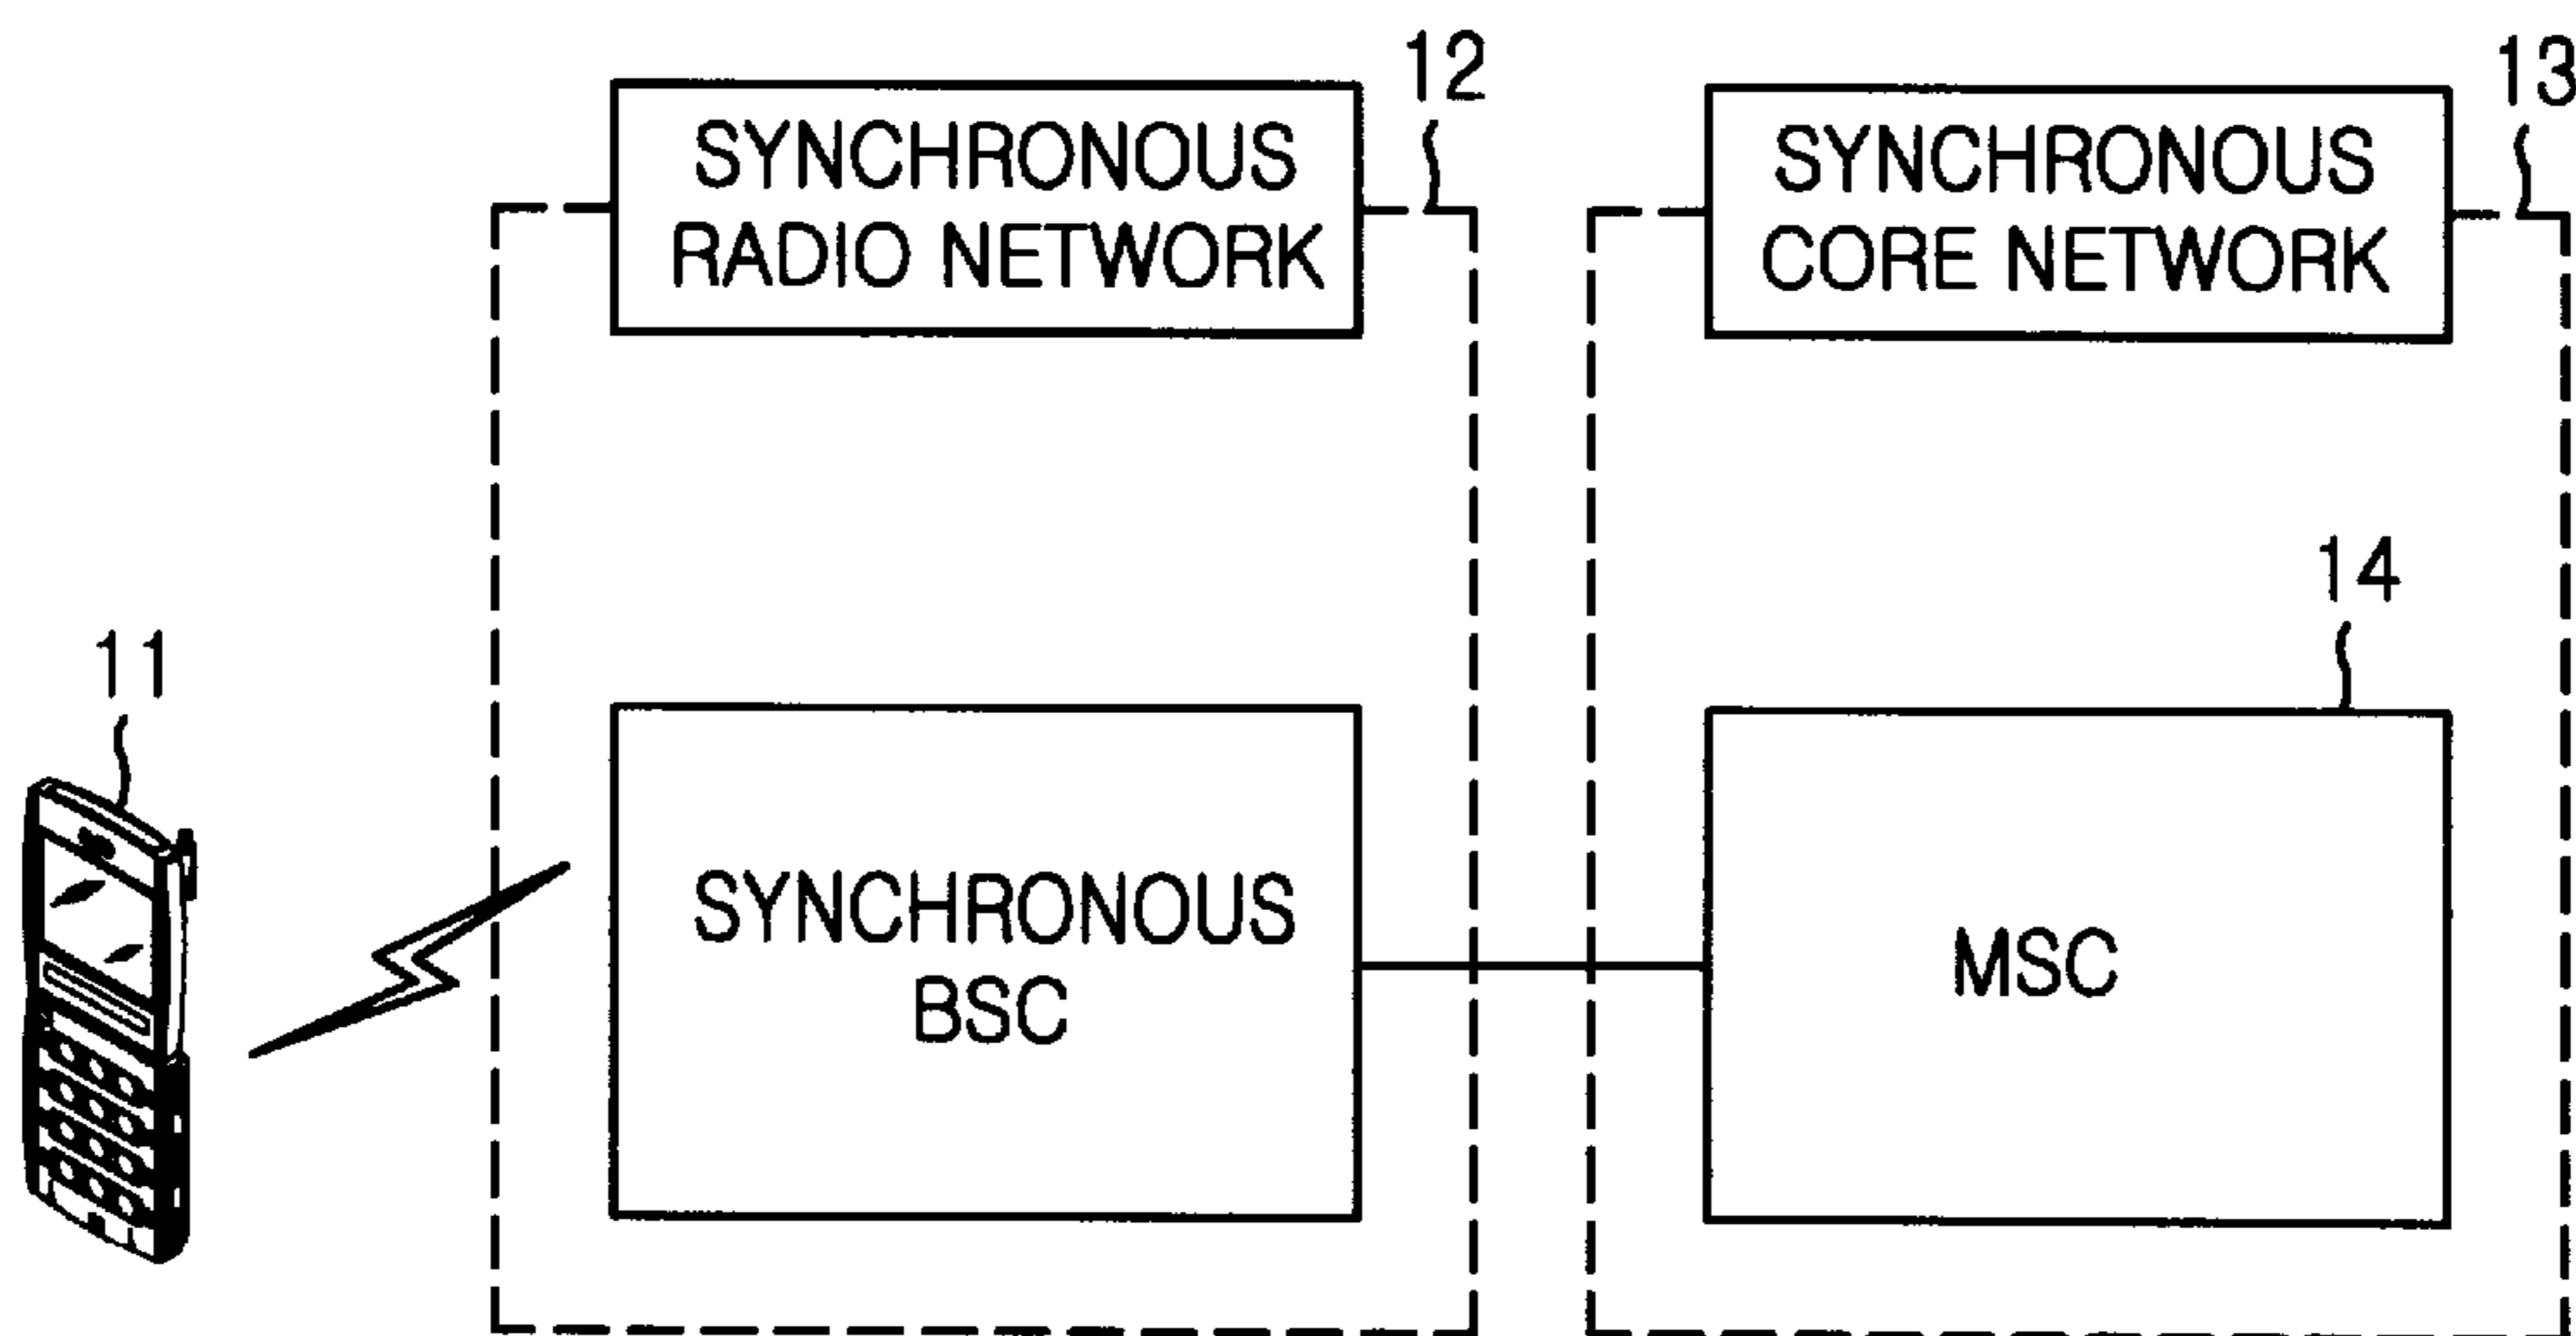 12
13
SYNCHRONOUS
RADIO NETWORK
SYNCHRONOUS
CORE NETWORK
14
11
SYNCHRONOUS
BSC
MSC